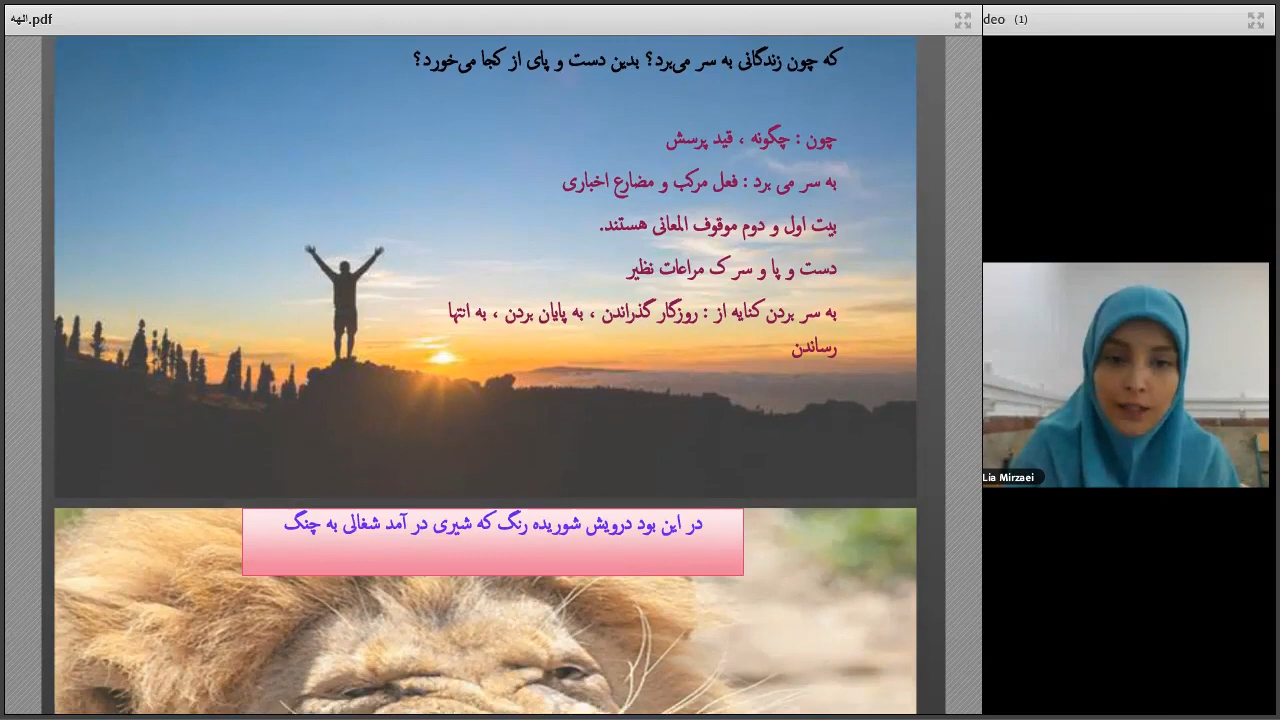 الهه.pdf
deo (1)
که چون زندگانی به سر می‌برد؟ بدین دست و پای از کجا می‌خورد؟
چون : چگونه ، قید پرسش
به سر می برد : فعل مرکب و مضارع اخباری
بیت اول و دوم موقوف المعانی هستند.
دست و پا و سر ک مراعات نظیر
به سر بردن کنایه از : روزگار گذراندن ، به پایان بردن ، به انتها
رساندن
Lia Mirzaei
در این بود درویش شوریده رنگ که شیری در آمد شغالی به چنگ